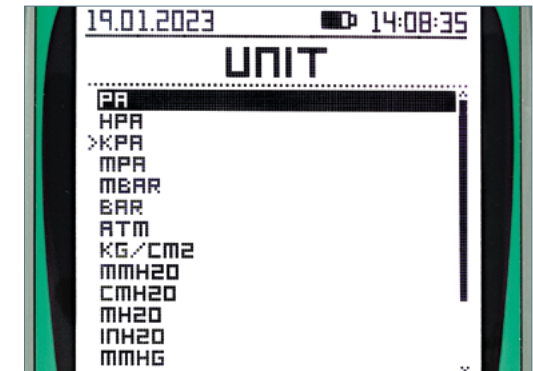 19.01.2023 14:08:35
UNIT
PA
HPA
>KPA
MPA
MBAR
BAR
ATM
KG/CM2
MMH2O
CMH2O
MH2O
INH2O
MMHG